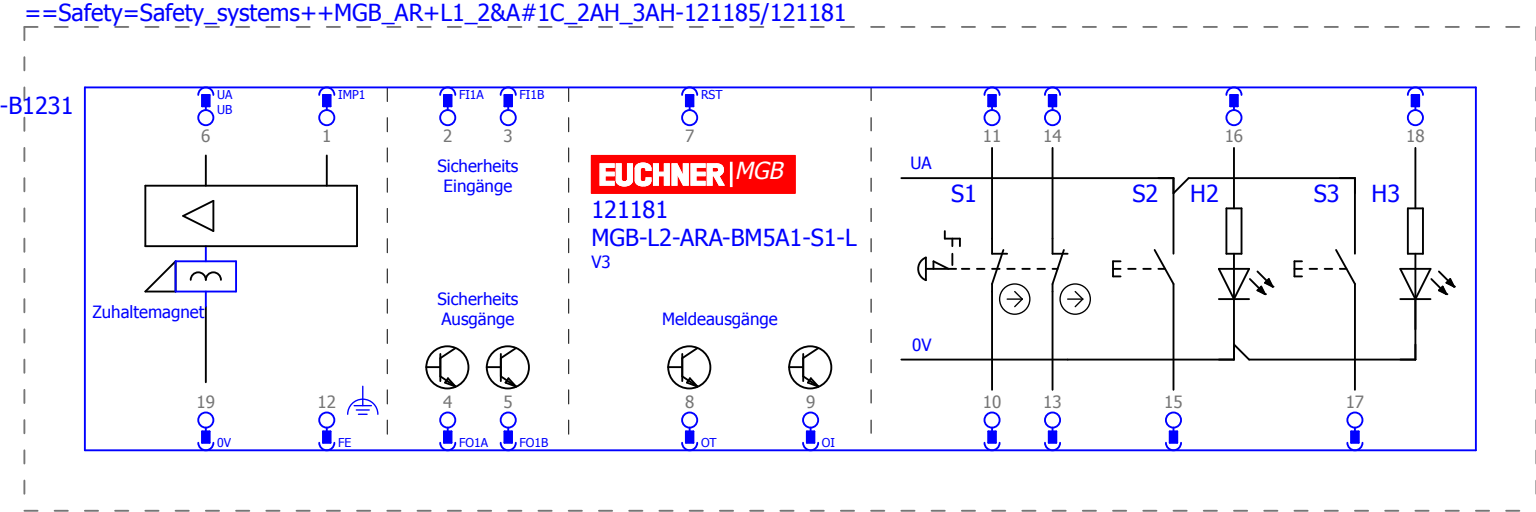 ==Safety=Safety_systems++MGB_AR+L1_2&A#1C_2AH_3AH-121185/121181
-B1231
UA
UB
IMP1
FI1A
FI1B
RST
6
1
2
3
7
11
14
16
18
Sicherheits
Eingänge
EUCHNER MGB
121181
MGB-L2-ARA-BM5A1-S1-L
V3
UA
S1
S2
H2
S3
H3
E
E
Zuhaltemagnet
Sicherheits
Ausgänge
Meldeausgänge
0V
19
12
4
5
8
9
10
13
15
17
0V
FE
FO1A
FO1B
OT
OI